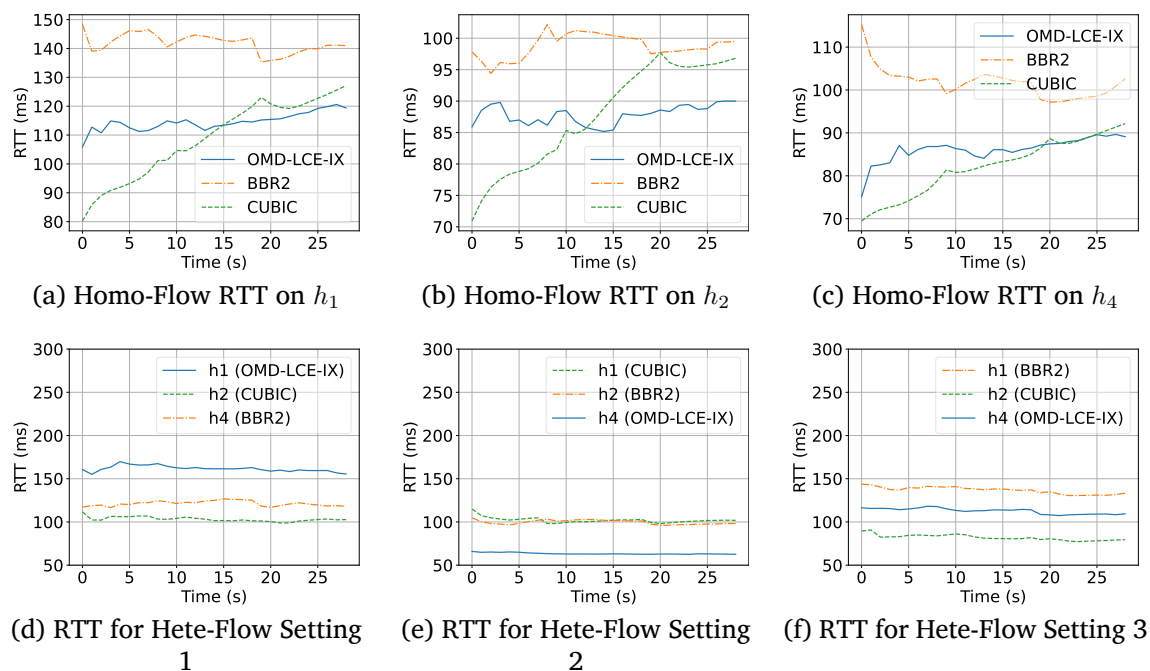 150
140
130
120
110
100
90
80
RTT (ms)
OMD-LCE-IX
BBR2
CUBIC
0 5 10 15 20 25
Time (s)
(a) Homo-Flow RTT on h1
100
95
90
85
80
75
70
RTT (ms)
OMD-LCE-IX
BBR2
CUBIC
0 5 10 15 20 25
Time (s)
(b) Homo-Flow RTT on h2
110
100
90
80
70
RTT (ms)
OMD-LCE-IX
BBR2
CUBIC
0 5 10 15 20 25
Time (s)
(c) Homo-Flow RTT on h4
300
250
200
150
100
50
RTT (ms)
h1 (OMD-LCE-IX)
h2 (CUBIC)
h4 (BBR2)
0 5 10 15 20 25
Time (s)
(d) RTT for Hete-Flow Setting
1
300
250
200
150
100
50
RTT (ms)
h1 (CUBIC)
h2 (BBR2)
h4 (OMD-LCE-IX)
0 5 10 15 20 25
Time (s)
(e) RTT for Hete-Flow Setting
2
300
250
200
150
100
50
RTT (ms)
h1 (BBR2)
h2 (CUBIC)
h4 (OMD-LCE-IX)
0 5 10 15 20 25
Time (s)
(f) RTT for Hete-Flow Setting 3